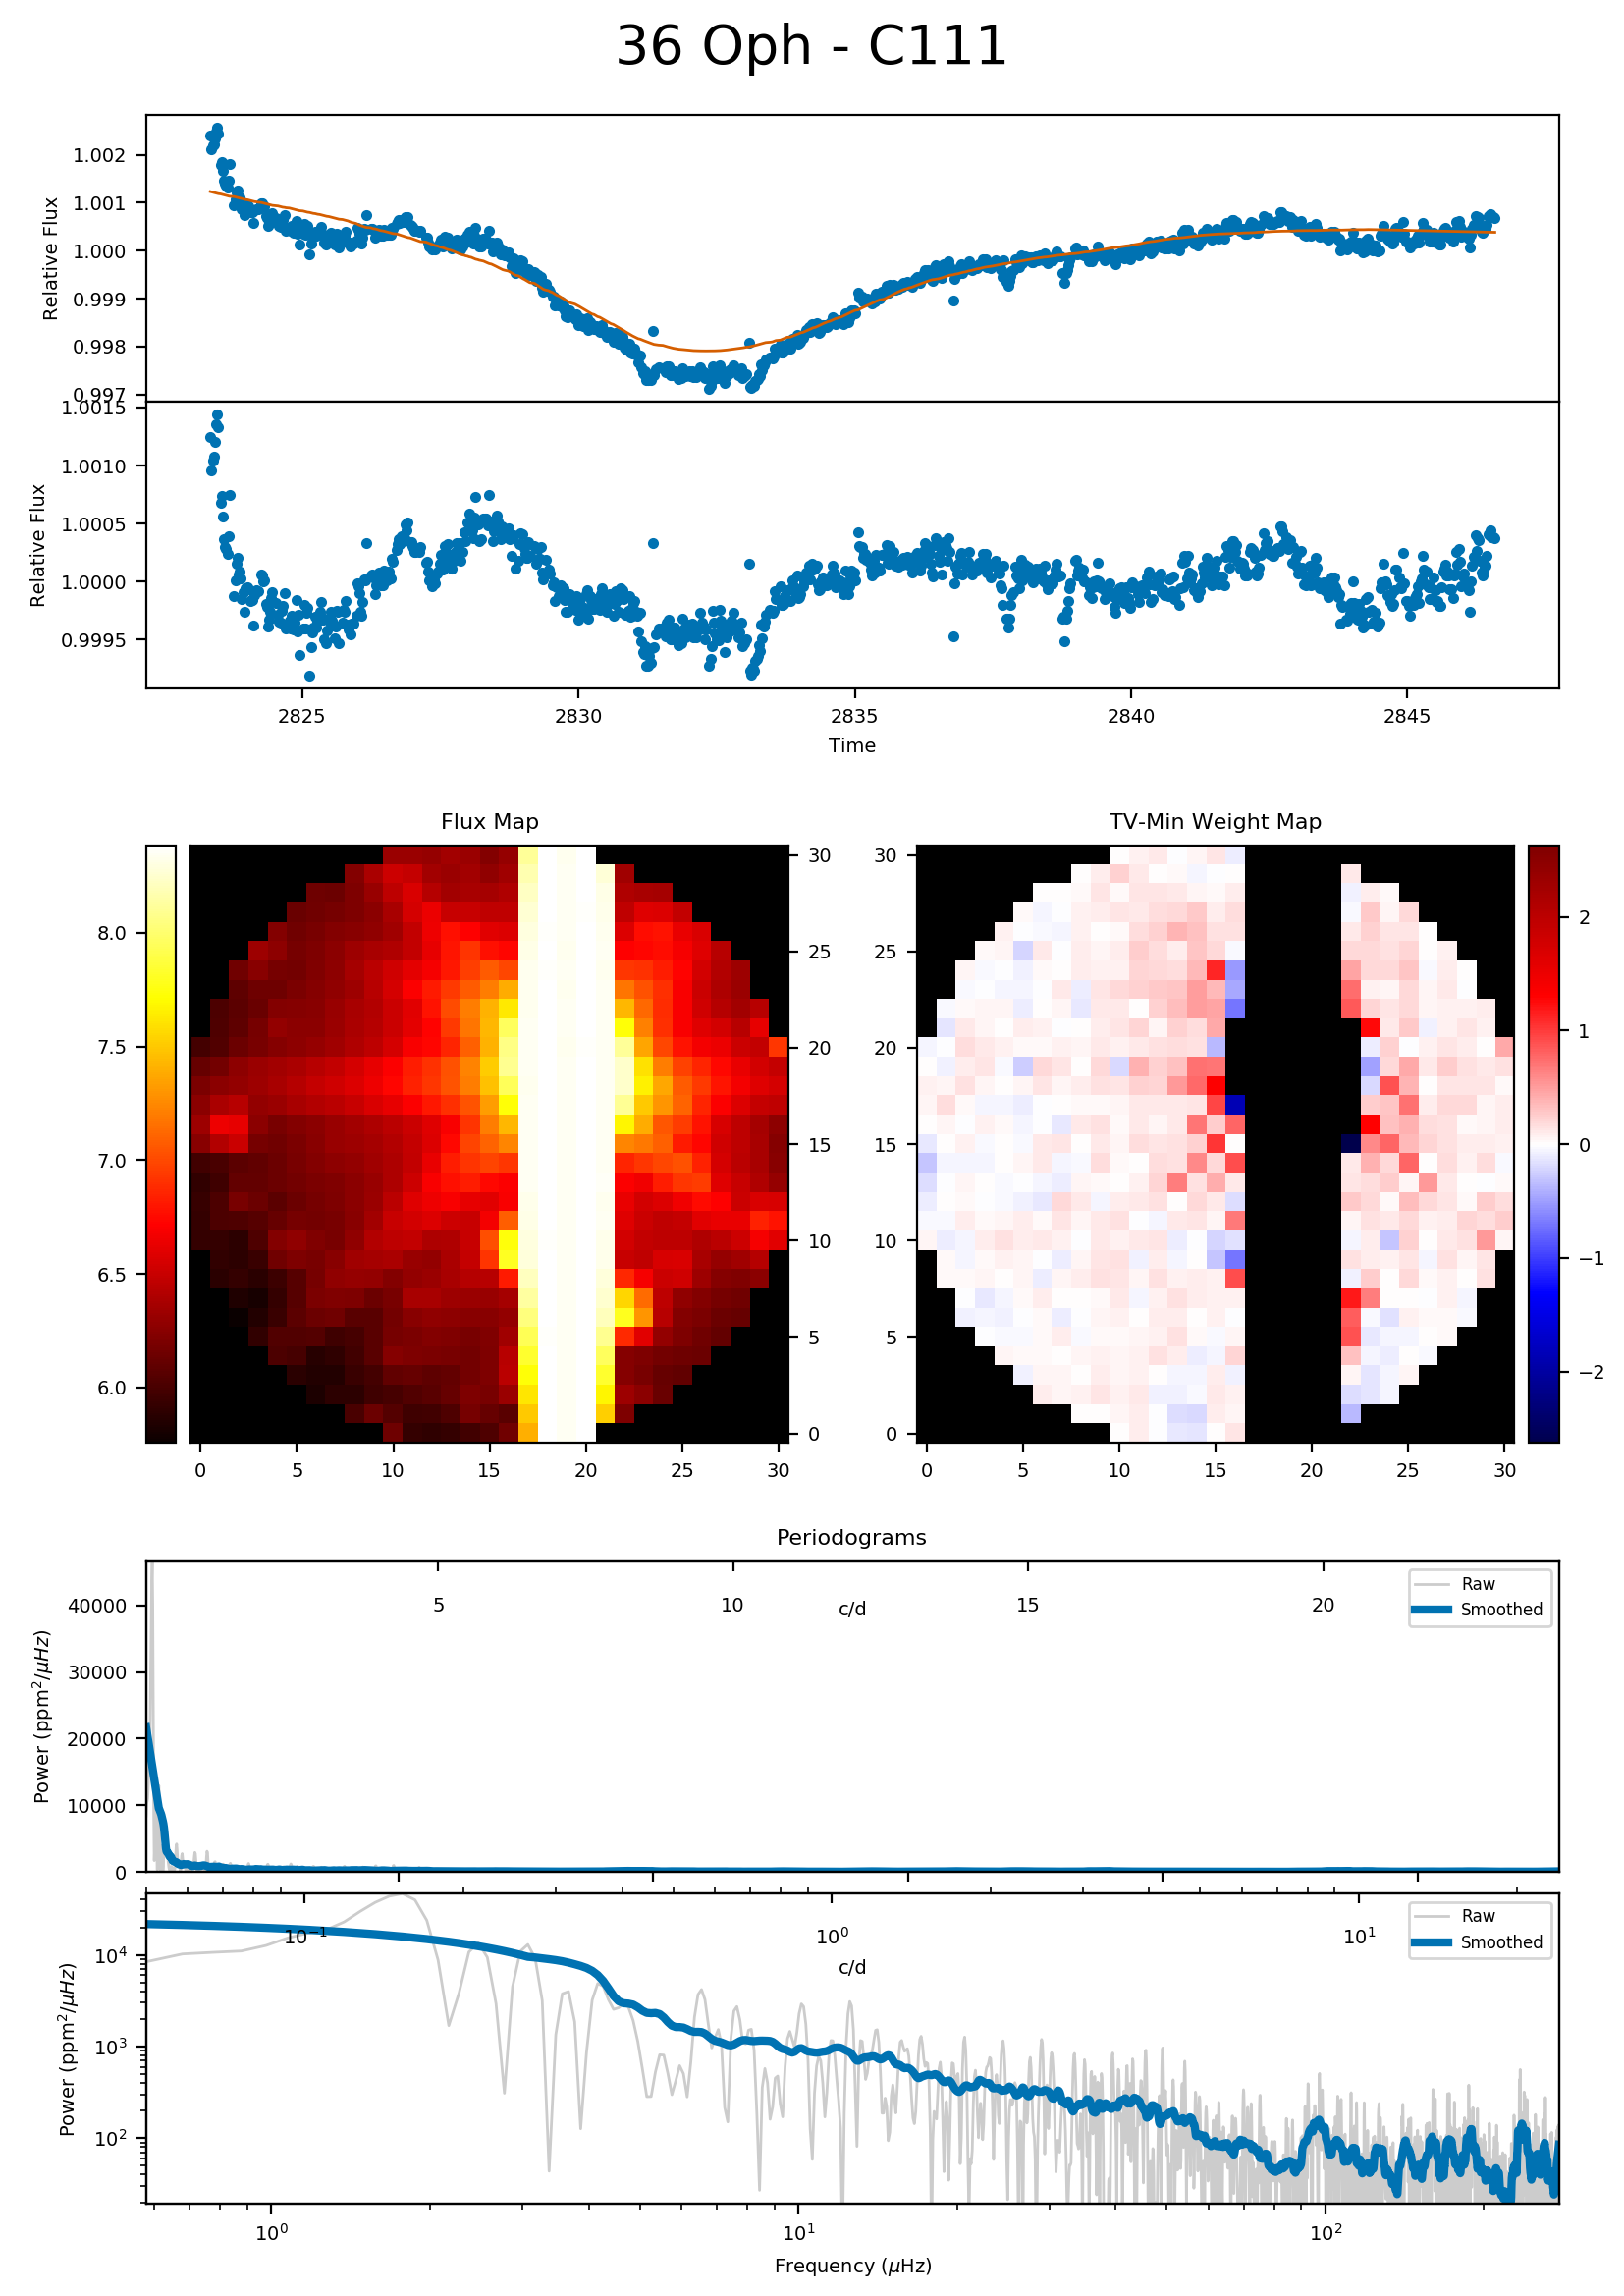 36 Oph - C111
Relative Flux
1.002
1.001
1.000
0.999
0.998
0.997
Relative Flux
1.0015
1.0010
1.0005
1.0000
0.9995
2825 2830 2835 2840 2845
Time
Flux Map
TV-Min Weight Map
8.0
7.5
7.0
6.5
6.0
30
25
20
15
10
5
0
0 5 10 15 20 25 30
30
25
20
15
10
5
0
0 5 10 15 20 25 30
2
1
0
−1
−2
Periodograms
Power (ppm²/μHz)
40000
30000
20000
10000
0
5 10 15 20
c/d
Raw
Smoothed
Power (ppm²/μHz)
10⁴
10³
10²
10⁻¹ 10⁰ 10¹
c/d
Raw
Smoothed
10⁰ 10¹ 10²
Frequency (μHz)